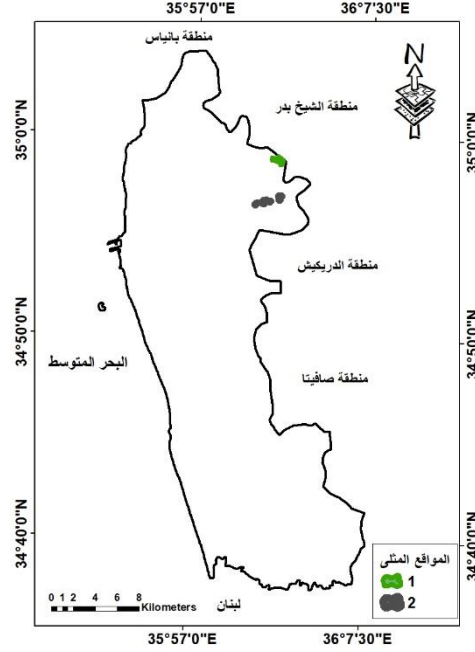 35°57'0"E
36°7'30"E
منطقة بانياس
N
منطقة الشيخ بدر
35°0'0"N
35°0'0"N
منطقة الدريكيش
34°50'0"N
34°50'0"N
البحر المتوسط
منطقة صافيتا
34°40'0"N
34°40'0"N
المواقع المثلى
1
2
0 1 2 4 6 8
Kilometers
لبنان
35°57'0"E
36°7'30"E